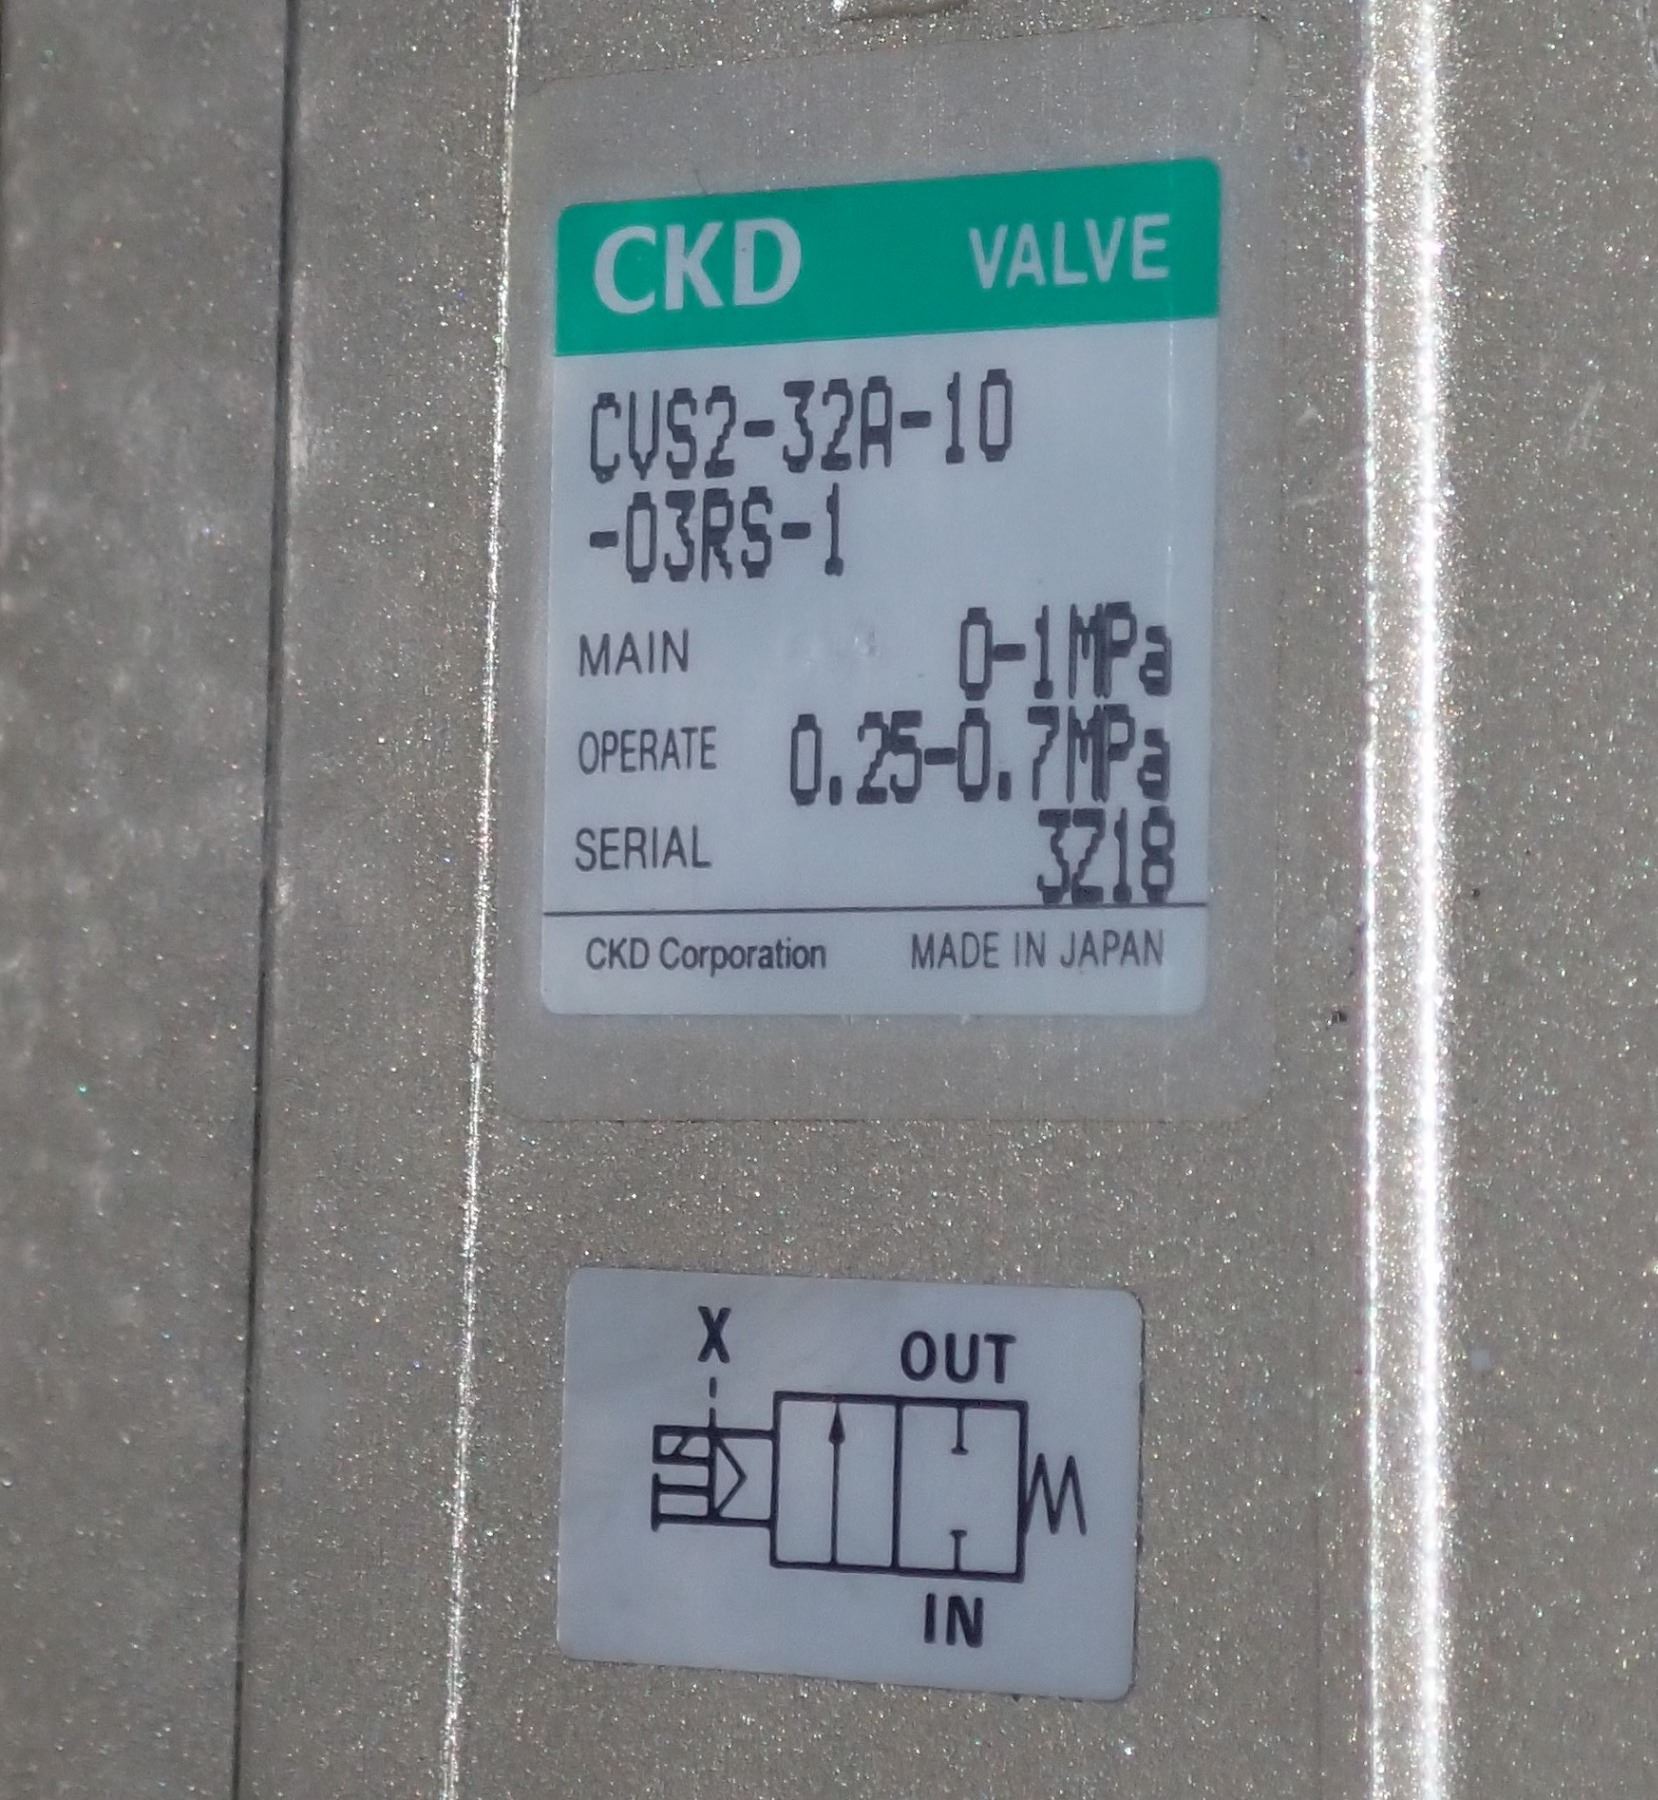 CKD VALVE
CVS2-32A-10
-03RS-1
MAIN 0-1MPa
OPERATE 0.25-0.7MPa
SERIAL 3Z18
CKD Corporation MADE IN JAPAN
X
OUT
IN